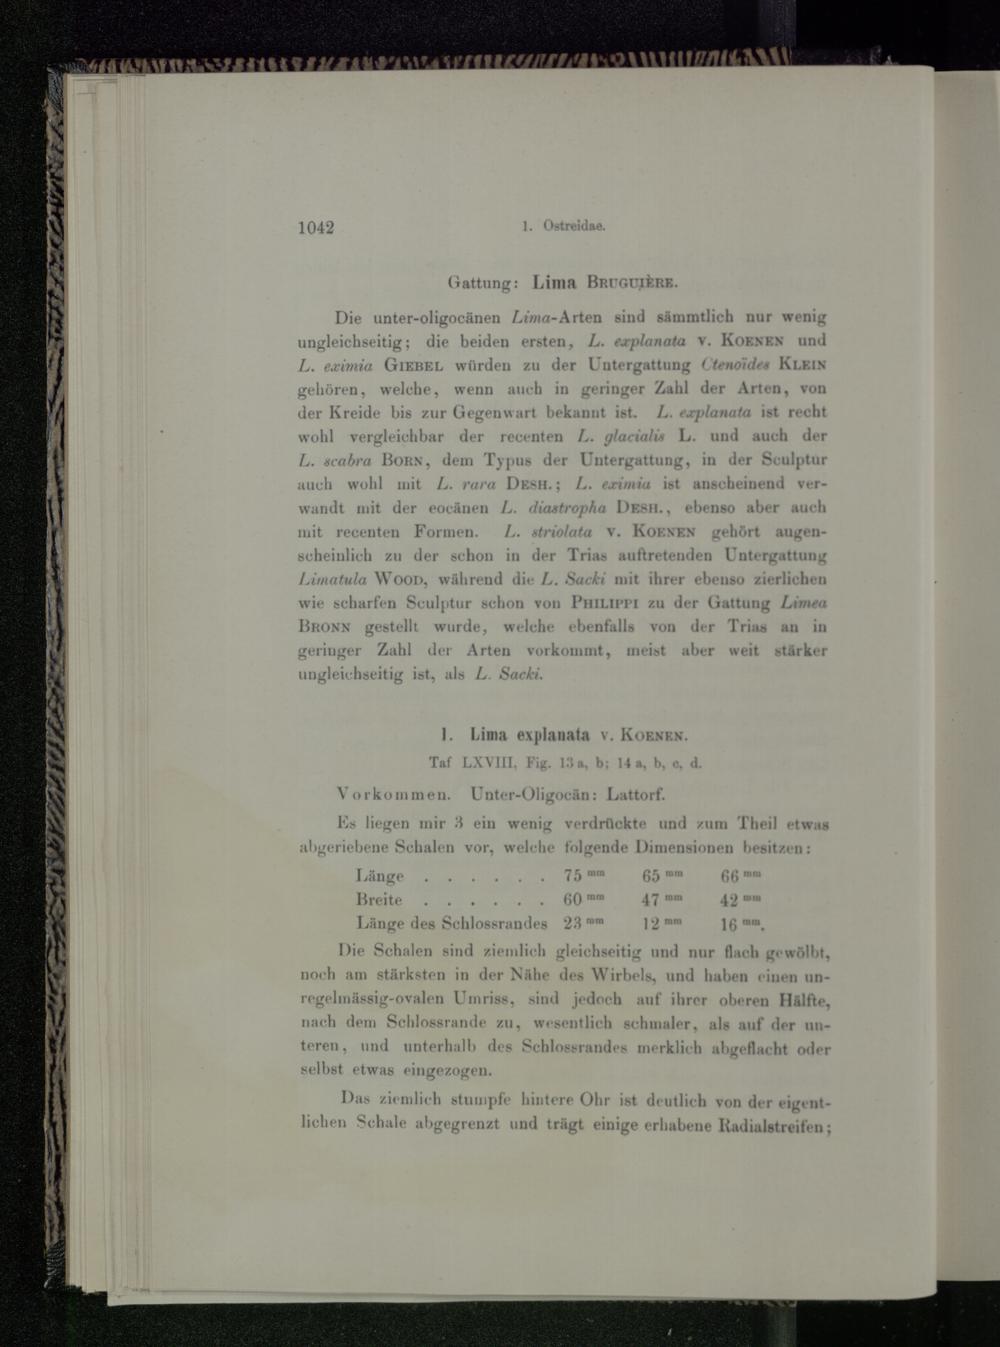 1042 1. Ostreidae.
Gattung: Lima BRUGUIÈRE.
Die unter-oligocänen Lima-Arten sind sämmtlich nur wenig
ungleichseitig; die beiden ersten, L. explanata v. KOENEN und
L. eximia GIEBEL würden zu der Untergattung Ctenoïdes KLEIN
gehören, welche, wenn auch in geringer Zahl der Arten, von
der Kreide bis zur Gegenwart bekannt ist. L. explanata ist recht
wohl vergleichbar der recenten L. glacialis L. und auch der
L. scabra BORN, dem Typus der Untergattung, in der Sculptur
auch wohl mit L. rara DESH.; L. eximia ist anscheinend ver-
wandt mit der eocänen L. diastropha DESH., ebenso aber auch
mit recenten Formen. L. striolata v. KOENEN gehört augen-
scheinlich zu der schon in der Trias auftretenden Untergattung
Limatula WOOD, während die L. Sacki mit ihrer ebenso zierlichen
wie scharfen Sculptur schon von PHILIPPI zu der Gattung Limea
BRONN gestellt wurde, welche ebenfalls von der Trias an in
geringer Zahl der Arten vorkommt, meist aber weit stärker
ungleichseitig ist, als L. Sacki.
1. Lima explanata v. KOENEN.
Taf LXVIII, Fig. 13 a, b; 14 a, b, c, d.
Vorkommen. Unter-Oligocän: Lattorf.
Es liegen mir 3 ein wenig verdrückte und zum Theil etwas
abgeriebene Schalen vor, welche folgende Dimensionen besitzen:
Länge . . . . . . 75 mm 65 mm 66 mm
Breite . . . . . . 60 mm 47 mm 42 mm
Länge des Schlossrandes 23 mm 12 mm 16 mm.
Die Schalen sind ziemlich gleichseitig und nur flach gewölbt,
noch am stärksten in der Nähe des Wirbels, und haben einen un-
regelmässig-ovalen Umriss, sind jedoch auf ihrer oberen Hälfte,
nach dem Schlossrande zu, wesentlich schmaler, als auf der un-
teren, und unterhalb des Schlossrandes merklich abgeflacht oder
selbst etwas eingezogen.
Das ziemlich stumpfe hintere Ohr ist deutlich von der eigent-
lichen Schale abgegrenzt und trägt einige erhabene Radialstreifen;